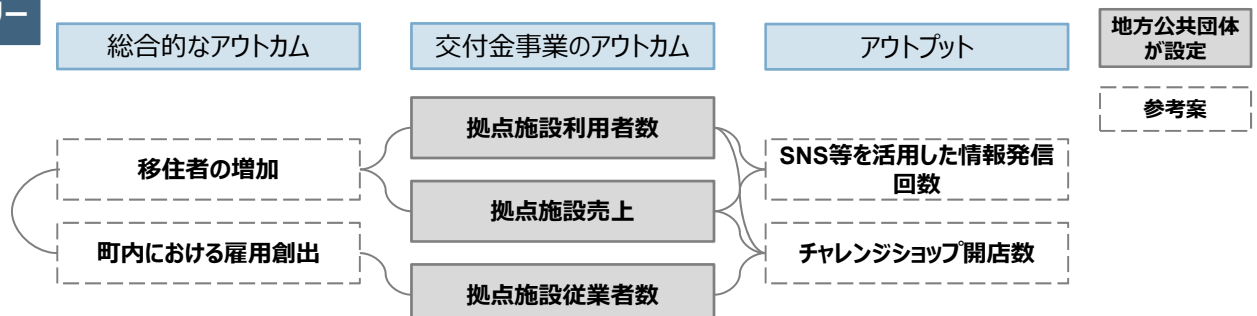 リー
総合的なアウトカム
交付金事業のアウトカム
アウトプット
地方公共団体
が設定
参考案
拠点施設利用者数
移住者の増加
SNS等を活用した情報発信
回数
拠点施設売上
町内における雇用創出
チャレンジショップ開店数
拠点施設従業者数